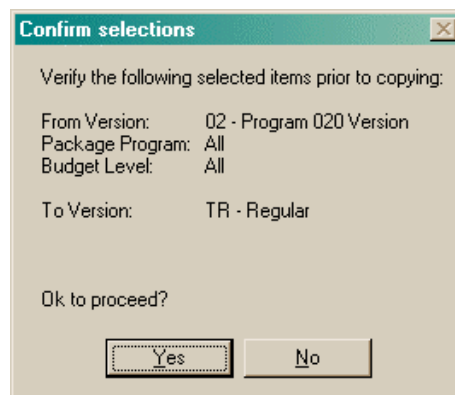 Confirm selections
Verify the following selected items prior to copying:
From Version: 02 - Program 020 Version
Package Program: All
Budget Level: All
To Version: TR - Regular
Ok to proceed?
Yes No